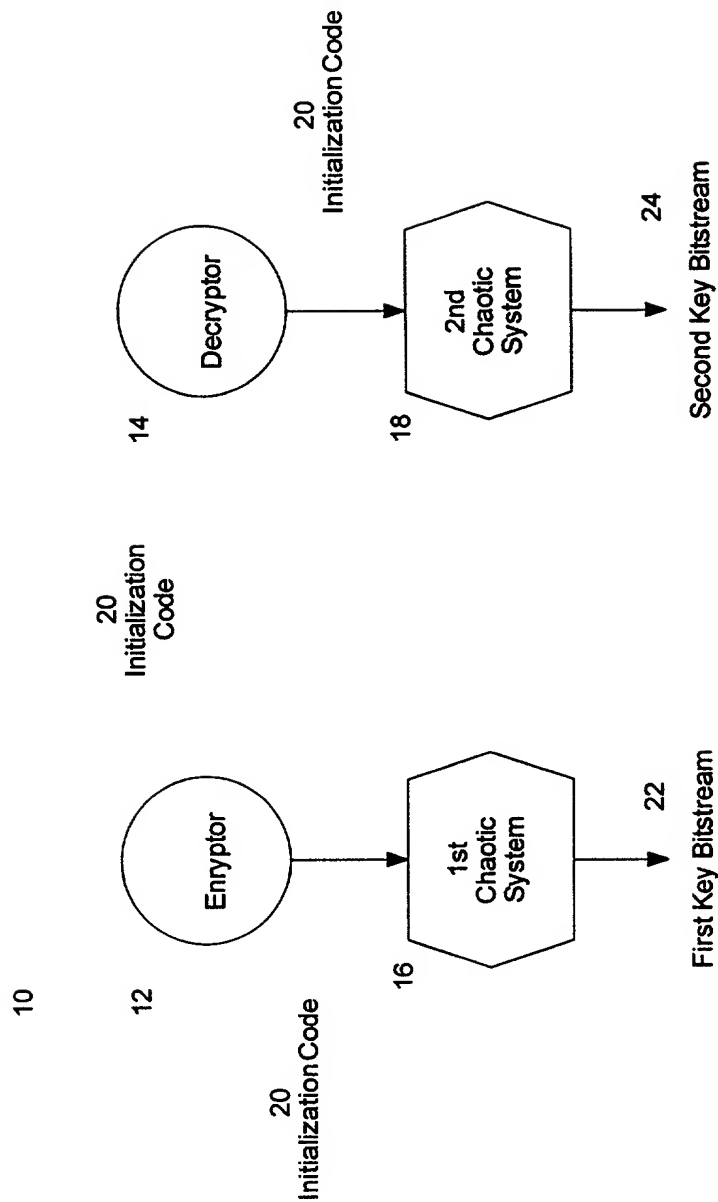 10
12
Enryptor
20
Initialization Code
16
1st
Chaotic
System
22
First Key Bitstream
20
Initialization
Code
14
Decryptor
20
Initialization Code
18
2nd
Chaotic
System
24
Second Key Bitstream